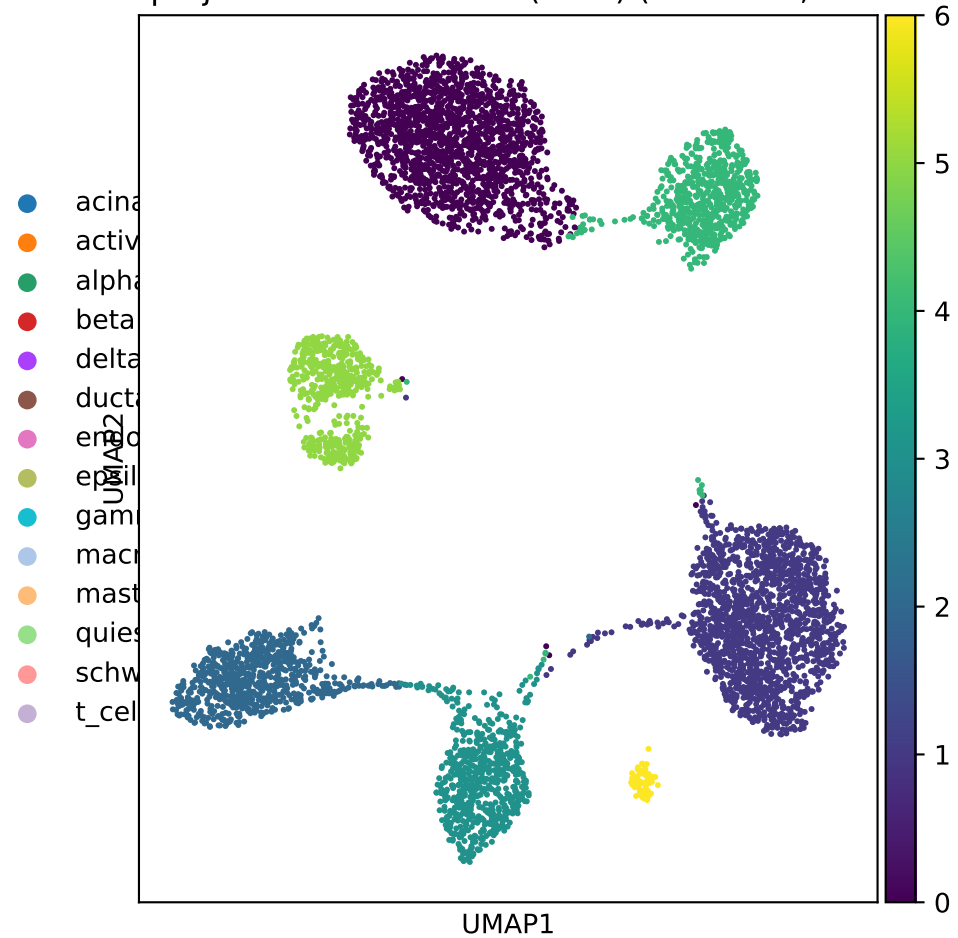 acina
activ
alpha
beta
delta
ducta
endo
epsil
gamm
macr
mast
quies
schw
t_cel
UMAP2
UMAP1
6
5
4
3
2
1
0